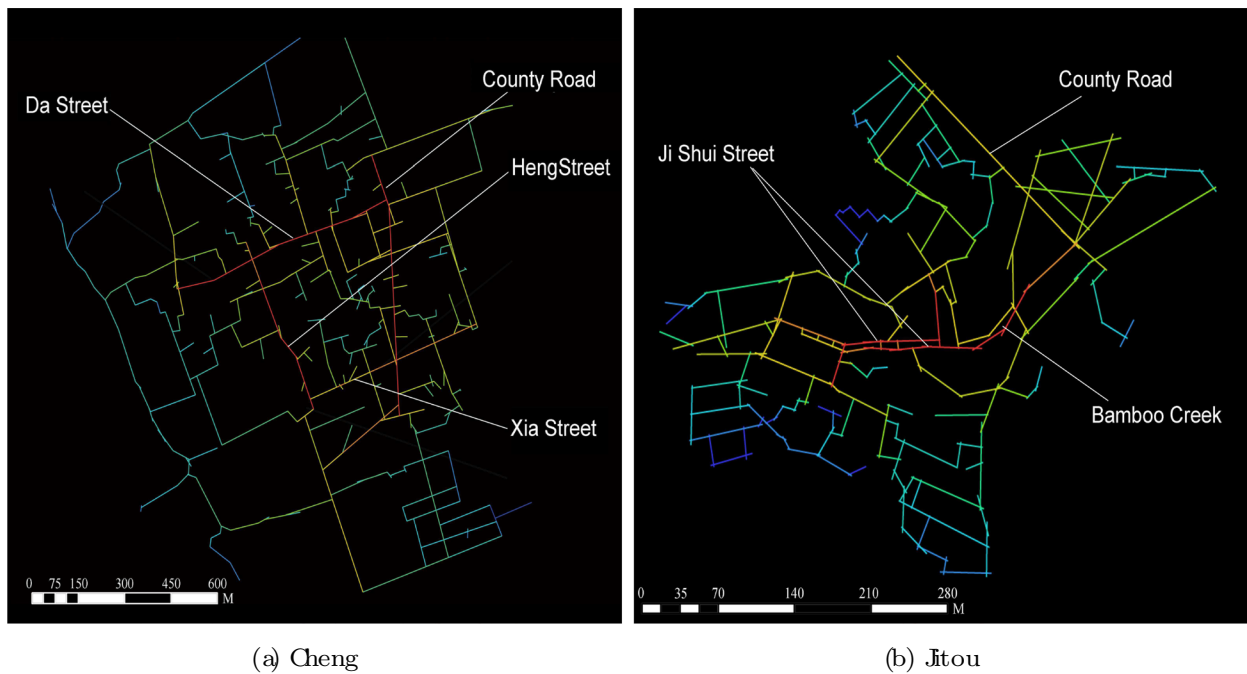 County Road
Da Street
HengStreet
Xia Street
0 75 150 300 450 600
M
County Road
Ji Shui Street
Bamboo Creek
0 35 70 140 210 280
M
(a) Cheng
(b) Jitou